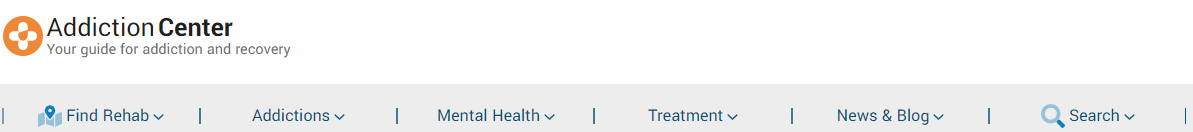 Addiction Center
Your guide for addiction and recovery
Find Rehab Addictions Mental Health Treatment News & Blog Search